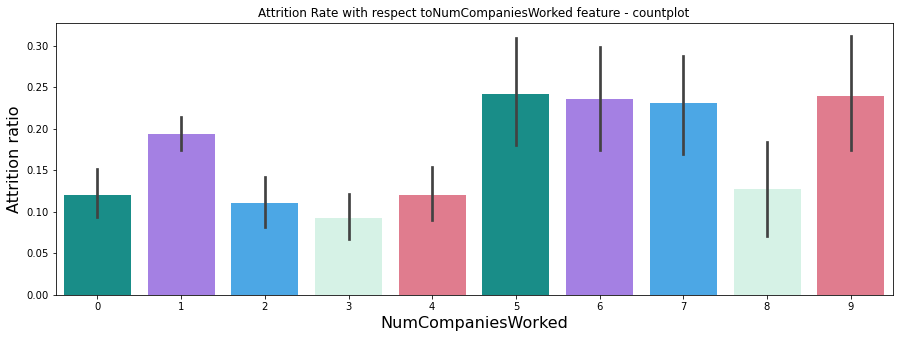 Attrition Rate with respect toNumCompaniesWorked feature - countplot
Attrition ratio
0.30
0.25
0.20
0.15
0.10
0.05
0.00
0 1 2 3 4 5 6 7 8 9
NumCompaniesWorked